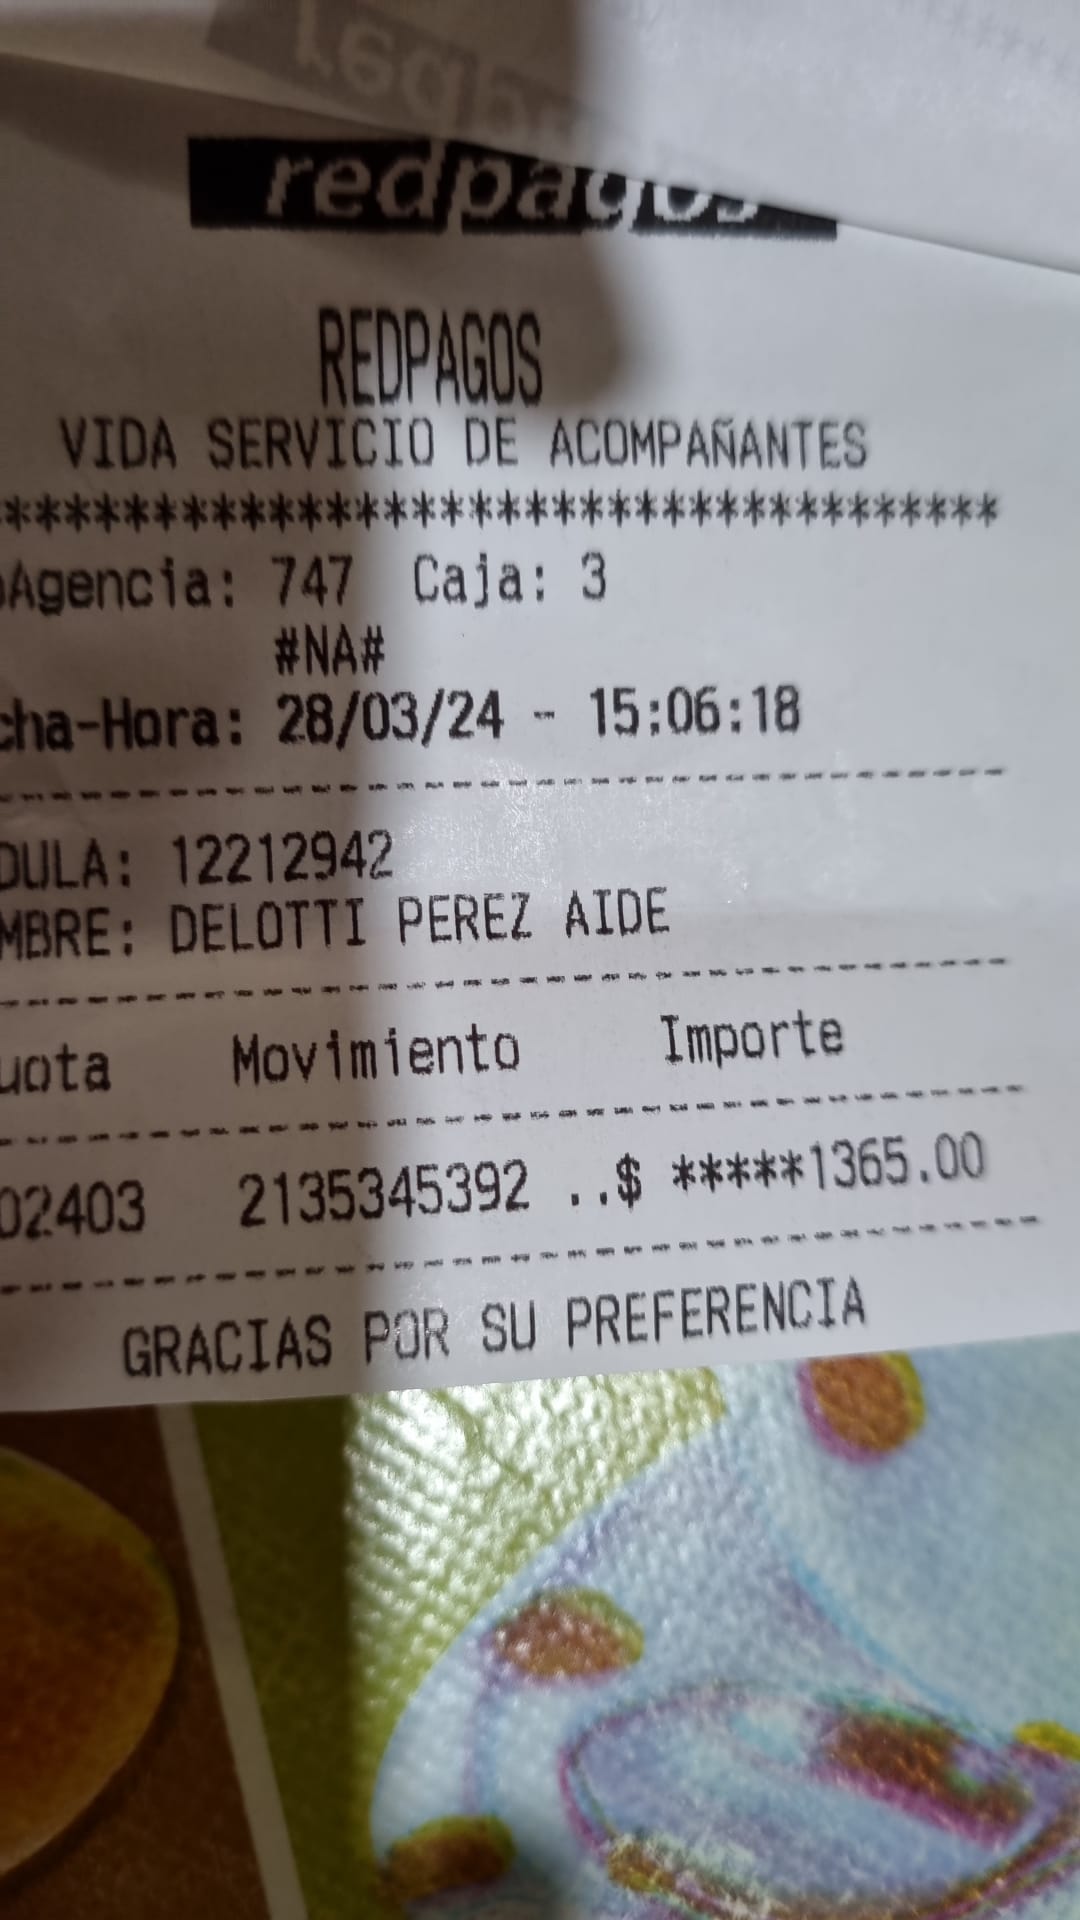 redpagos
REDPAGOS
VIDA SERVICIO DE ACOMPAÑANTES
***********************************
Agencia: 747 Caja: 3
#NA#
cha-Hora: 28/03/24 - 15:06:18
DULA: 12212942
MBRE: DELOTTI PEREZ AIDE
uota Movimiento Importe
02403 2135345392 ..$ *****1365.00
GRACIAS POR SU PREFERENCIA